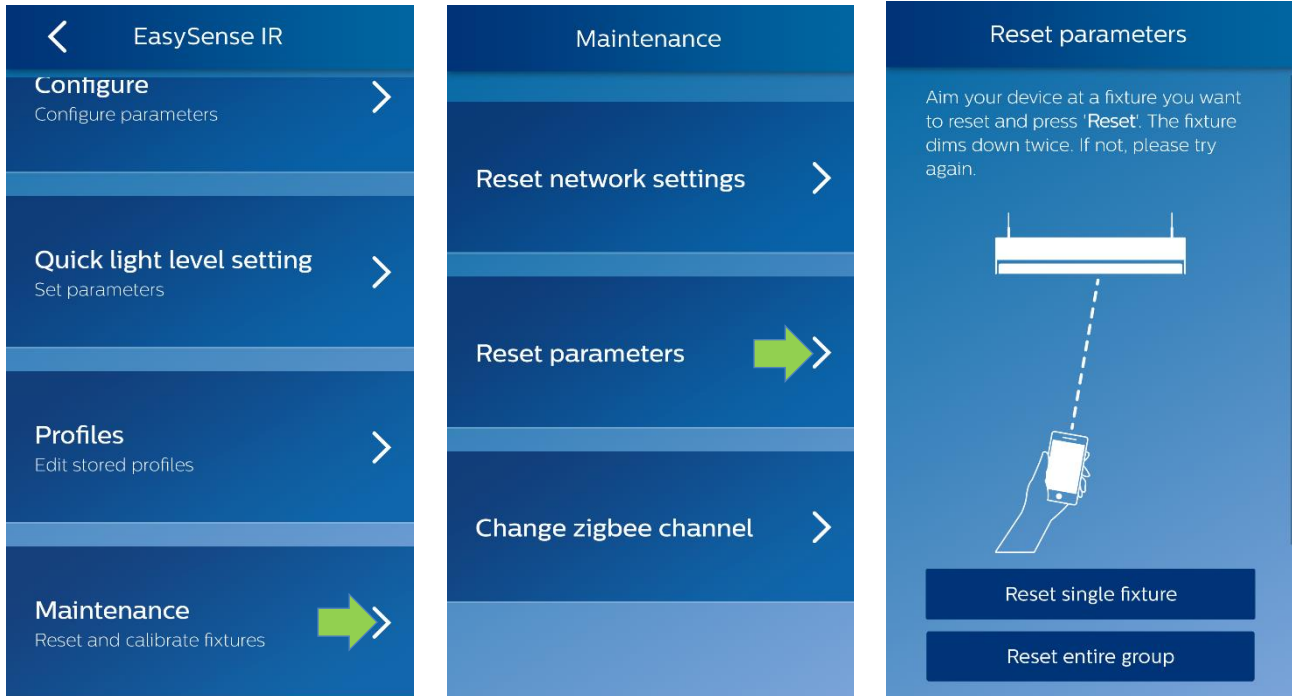 EasySense IR
Configure
Configure parameters
Quick light level setting
Set parameters
Profiles
Edit stored profiles
Maintenance
Reset and calibrate fixtures
Maintenance
Reset network settings
Reset parameters
Change zigbee channel
Reset parameters
Aim your device at a fixture you want
to reset and press 'Reset'. The fixture
dims down twice. If not, please try
again.
Reset single fixture
Reset entire group